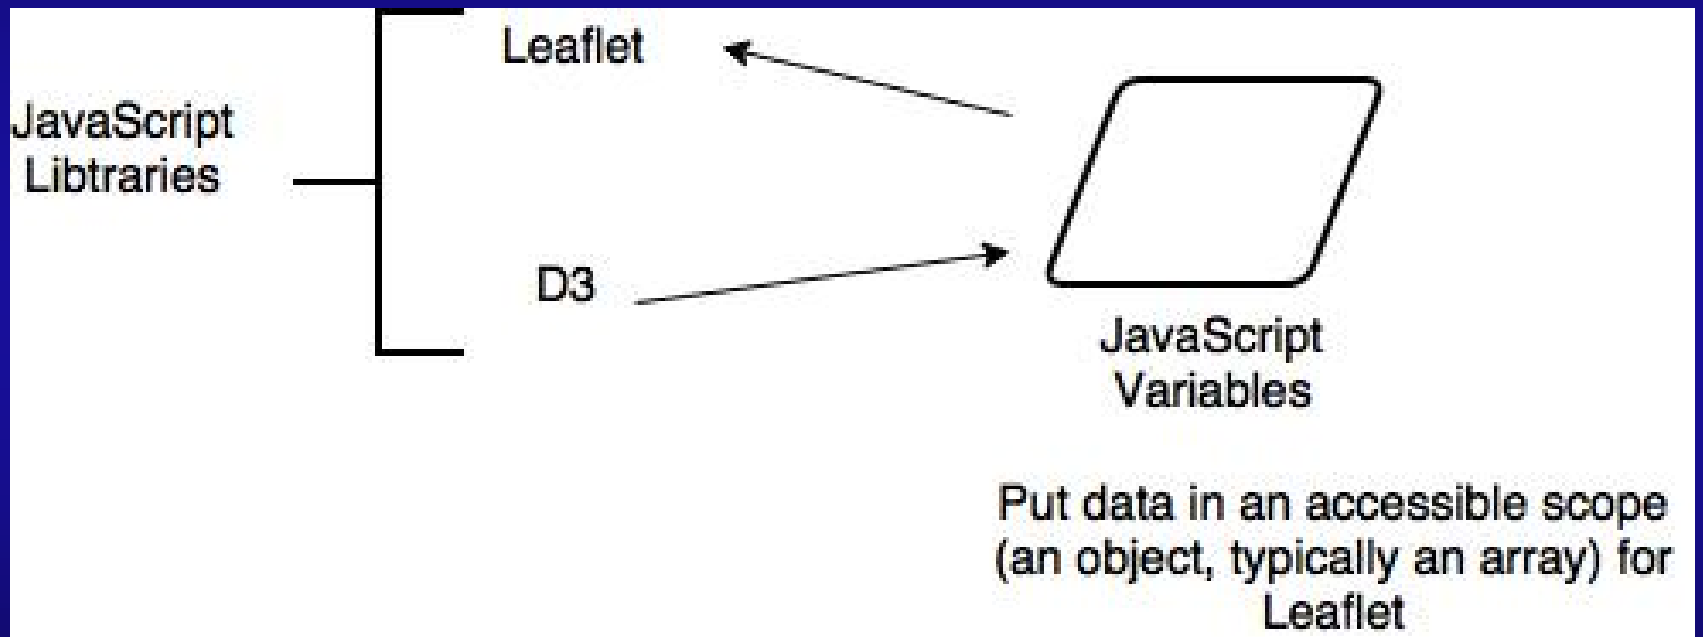 JavaScript
Libtraries
Leaflet
D3
JavaScript
Variables
Put data in an accessible scope
(an object, typically an array) for
Leaflet